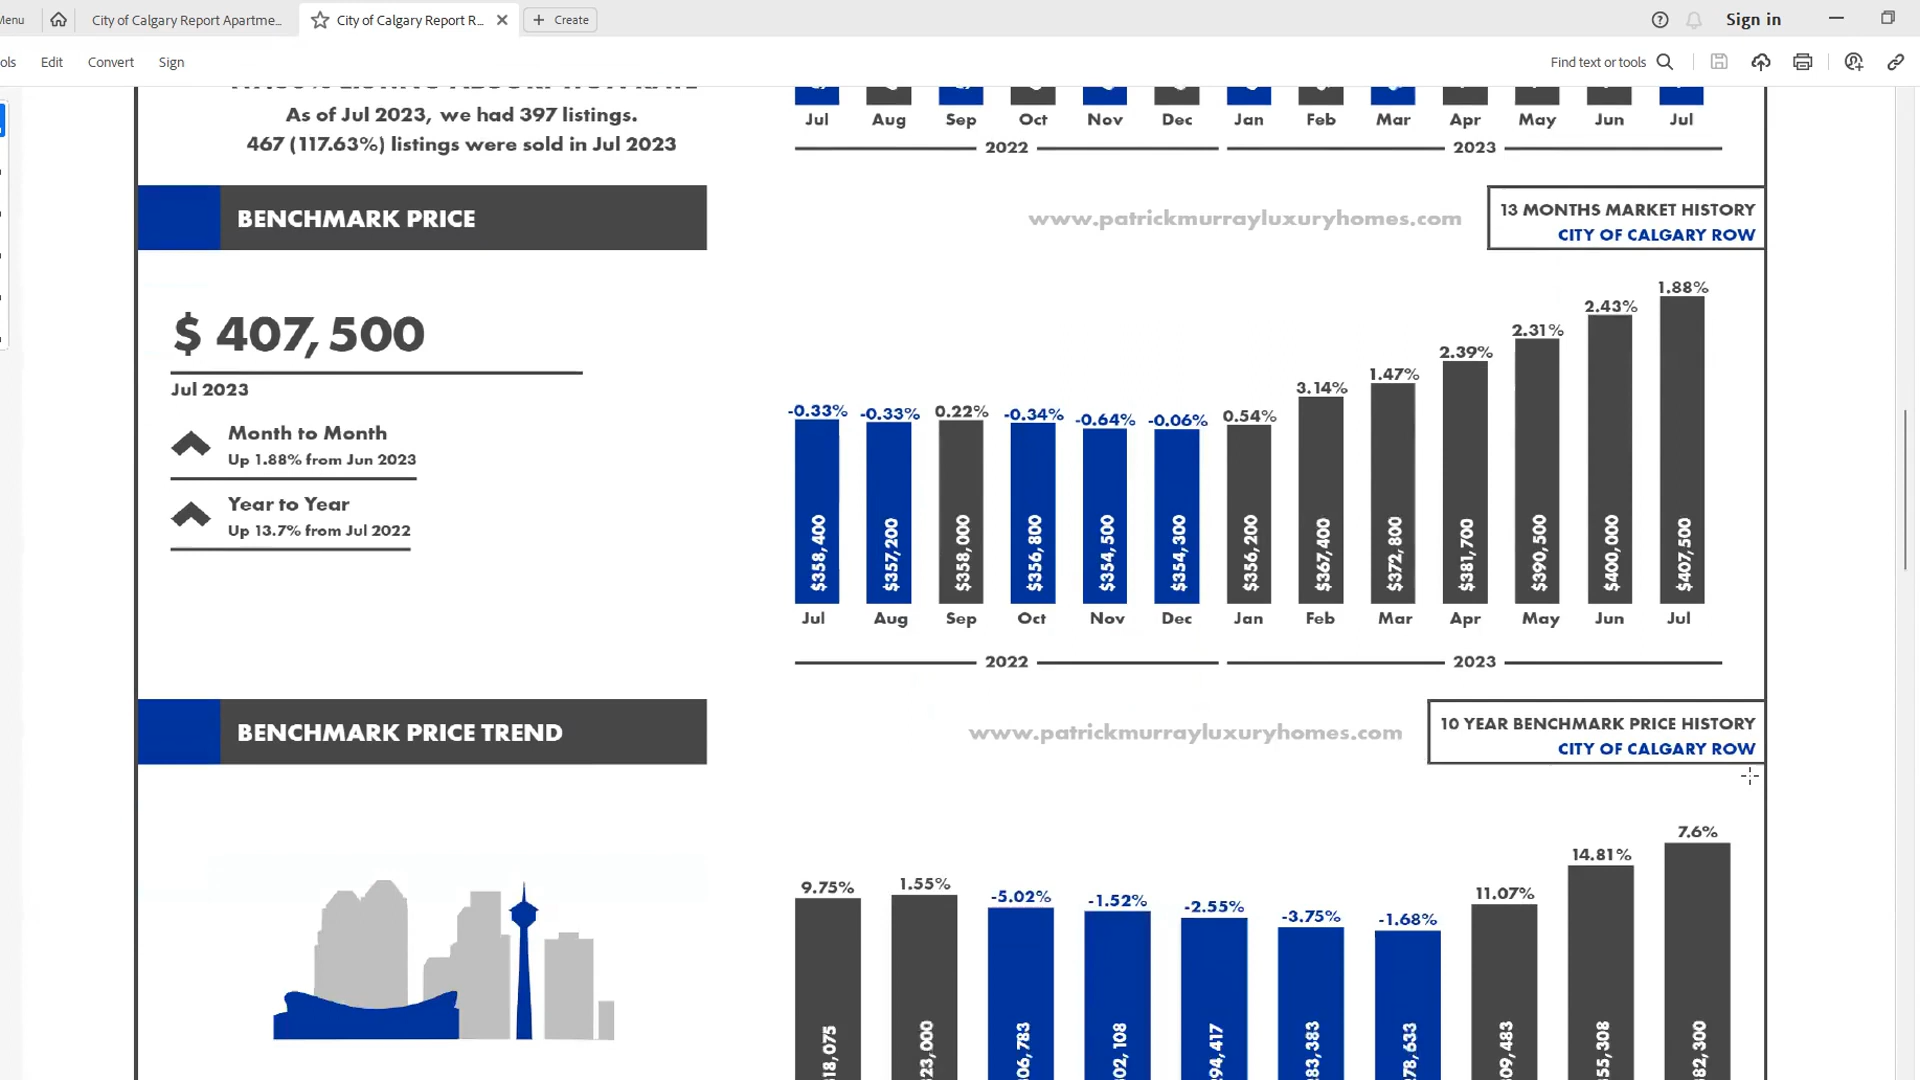 Menu
City of Calgary Report Apartme...
City of Calgary Report R...
Create
Sign in
Edit
Convert
Sign
Find text or tools
As of Jul 2023, we had 397 listings.
467 (117.63%) listings were sold in Jul 2023
Jul Aug Sep Oct Nov Dec Jan Feb Mar Apr May Jun Jul
2022 2023
BENCHMARK PRICE
www.patrickmurrayluxuryhomes.com
13 MONTHS MARKET HISTORY
CITY OF CALGARY ROW
$ 407,500
Jul 2023
Month to Month
Up 1.88% from Jun 2023
Year to Year
Up 13.7% from Jul 2022
-0.33% -0.33% 0.22% -0.34% -0.64% -0.06% 0.54% 3.14% 1.47% 2.39% 2.31% 2.43% 1.88%
$358,400 $357,200 $358,000 $356,800 $354,500 $354,300 $356,200 $367,400 $372,800 $381,700 $390,500 $400,000 $407,500
Jul Aug Sep Oct Nov Dec Jan Feb Mar Apr May Jun Jul
2022 2023
BENCHMARK PRICE TREND
www.patrickmurrayluxuryhomes.com
10 YEAR BENCHMARK PRICE HISTORY
CITY OF CALGARY ROW
9.75% 1.55% -5.02% -1.52% -2.55% -3.75% -1.68% 11.07% 14.81% 7.6%